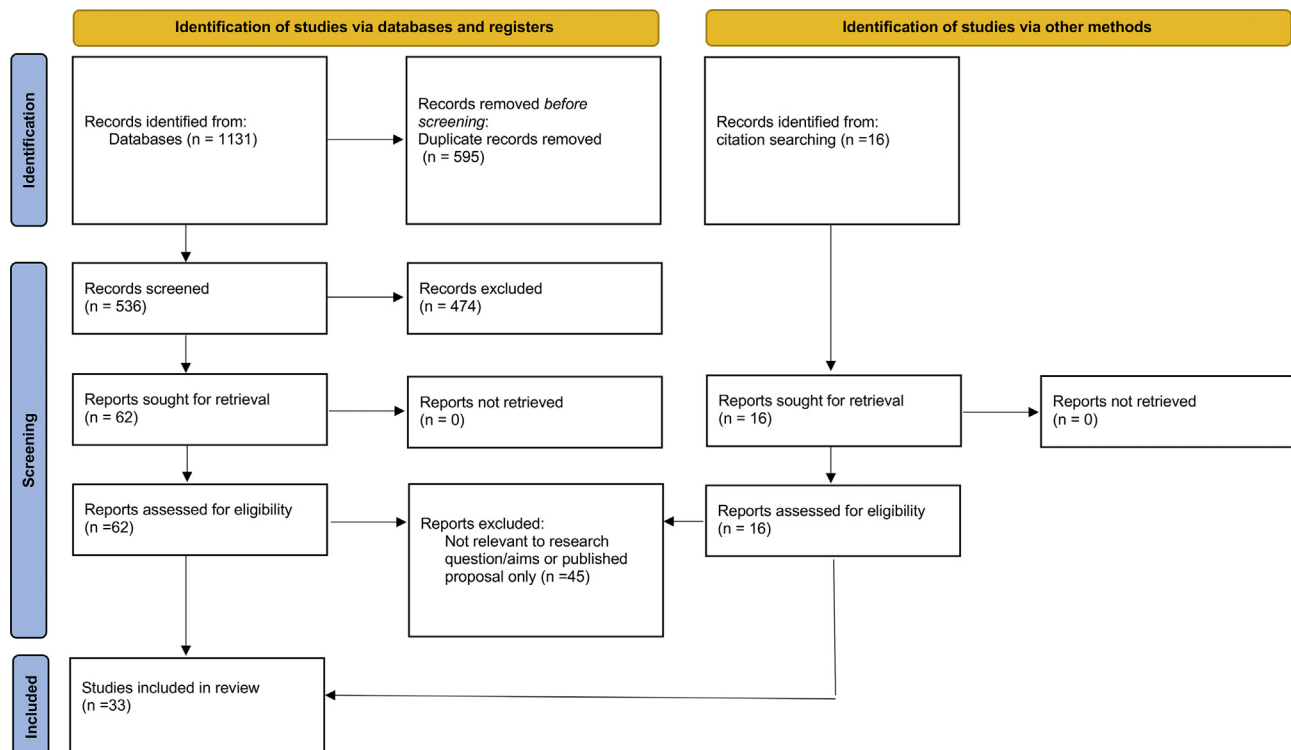 Identification of studies via databases and registers
Identification of studies via other methods
Identification
Records identified from:
Databases (n = 1131)
Records removed before
screening:
Duplicate records removed
(n = 595)
Records identified from:
citation searching (n =16)
Screening
Records screened
(n = 536)
Records excluded
(n = 474)
Reports sought for retrieval
(n = 62)
Reports not retrieved
(n = 0)
Reports sought for retrieval
(n = 16)
Reports not retrieved
(n = 0)
Reports assessed for eligibility
(n =62)
Reports excluded:
Not relevant to research
question/aims or published
proposal only (n =45)
Reports assessed for eligibility
(n = 16)
Included
Studies included in review
(n =33)